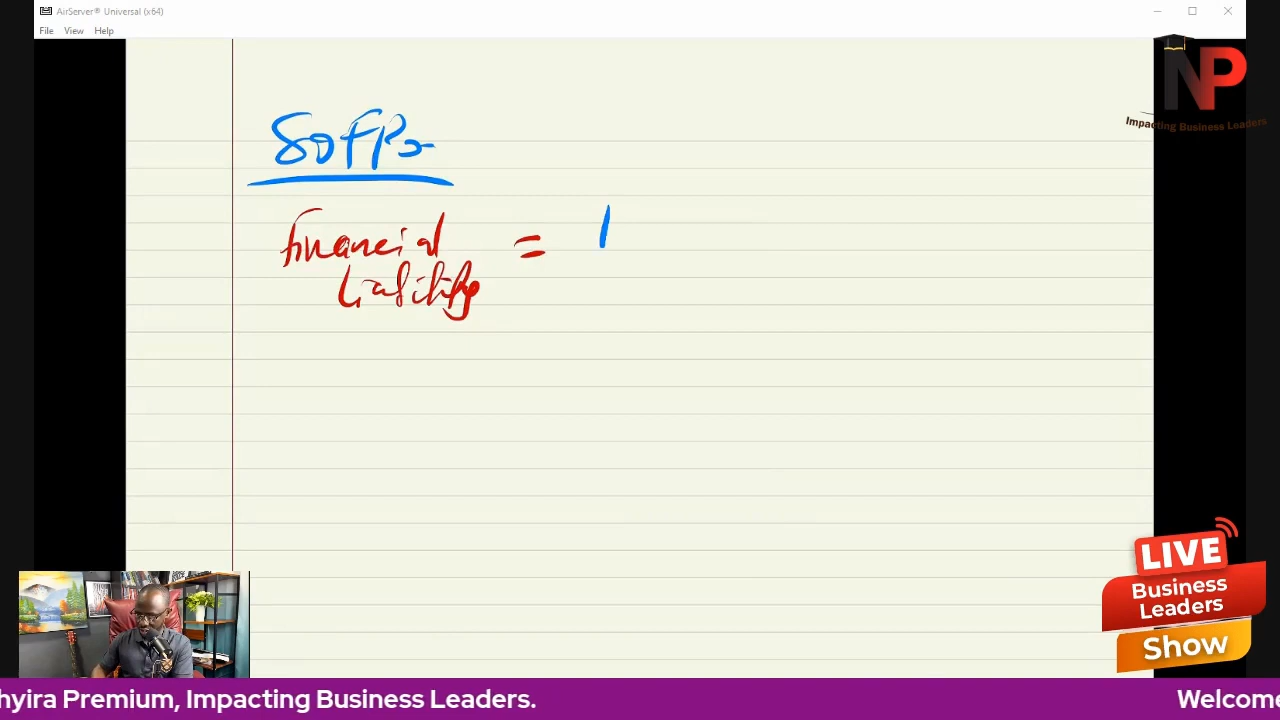 AirServer® Universal (x64)
File View Help
NP
Impacting Business Leaders
SOFP
financial = 
liability
LIVE
Business
Leaders
Show
hyira Premium, Impacting Business Leaders.
Welcome